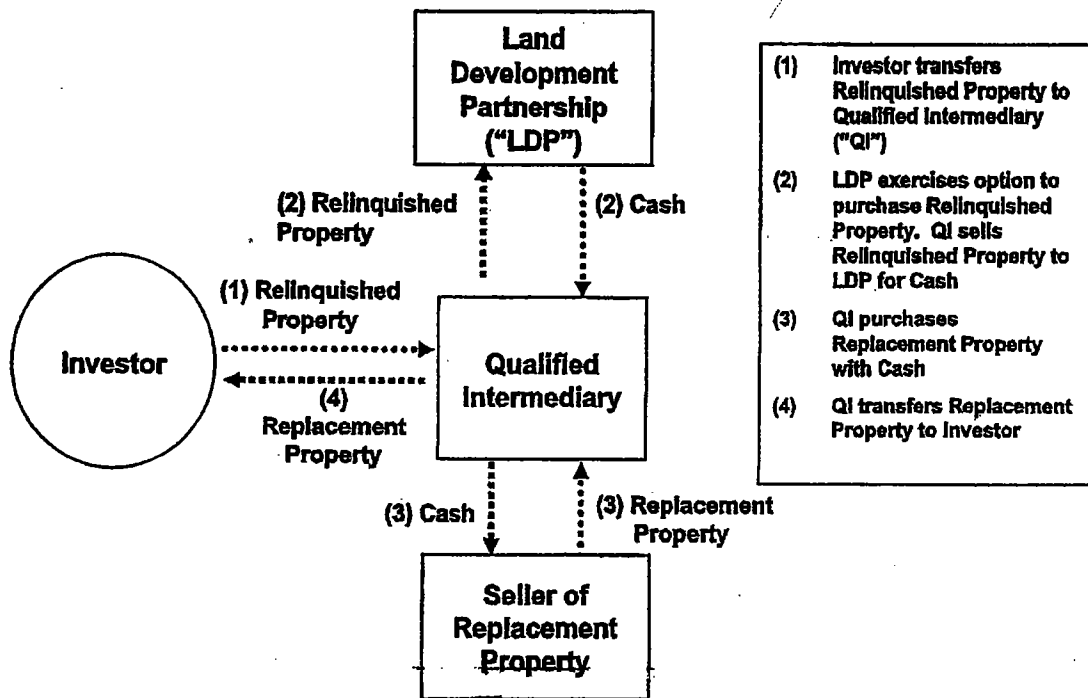 Land
Development
Partnership
("LDP")
(2) Relinquished
Property
(2) Cash
(1) Relinquished
Property
Investor
Qualified
Intermediary
(4)
Replacement
Property
(3) Cash
(3) Replacement
Property
Seller of
Replacement
Property
(1) Investor transfers
Relinquished Property to
Qualified Intermediary
("QI")
(2) LDP exercises option to
purchase Relinquished
Property. QI sells
Relinquished Property to
LDP for Cash
(3) QI purchases
Replacement Property
with Cash
(4) QI transfers Replacement
Property to Investor